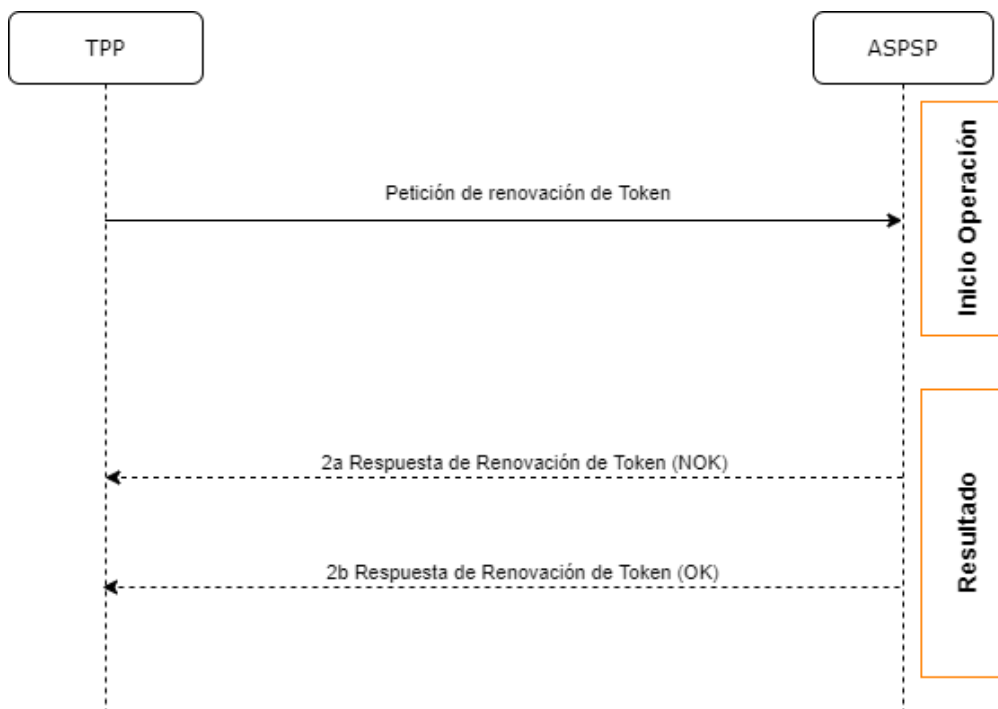 TPP
ASPSP
Petición de renovación de Token
Inicio Operación
2a Respuesta de Renovación de Token (NOK)
2b Respuesta de Renovación de Token (OK)
Resultado